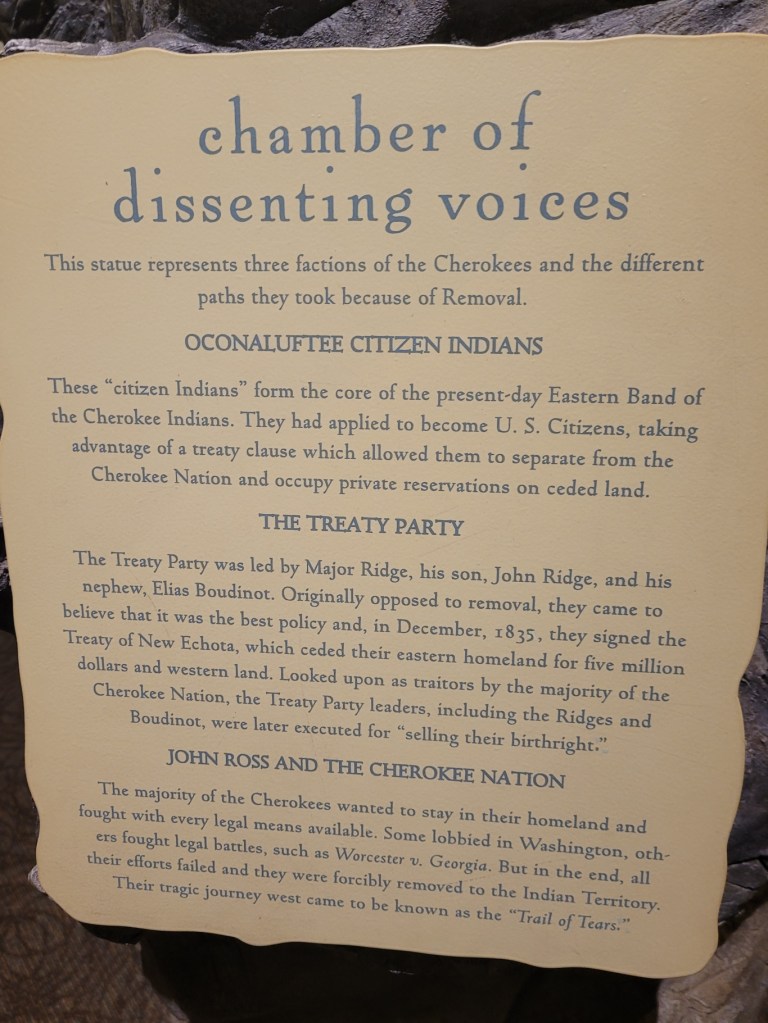 chamber of
dissenting voices
This statue represents three factions of the Cherokees and the different
paths they took because of Removal.
OCONALUFTEE CITIZEN INDIANS
These “citizen Indians” form the core of the present-day Eastern Band of
the Cherokee Indians. They had applied to become U. S. Citizens, taking
advantage of a treaty clause which allowed them to separate from the
Cherokee Nation and occupy private reservations on ceded land.
THE TREATY PARTY
The Treaty Party was led by Major Ridge, his son, John Ridge, and his
nephew, Elias Boudinot. Originally opposed to removal, they came to
believe that it was the best policy and, in December, 1835, they signed the
Treaty of New Echota, which ceded their eastern homeland for five million
dollars and western land. Looked upon as traitors by the majority of the
Cherokee Nation, the Treaty Party leaders, including the Ridges and
Boudinot, were later executed for “selling their birthright.”
JOHN ROSS AND THE CHEROKEE NATION
The majority of the Cherokees wanted to stay in their homeland and
fought with every legal means available. Some lobbied in Washington, oth-
ers fought legal battles, such as Worcester v. Georgia. But in the end, all
their efforts failed and they were forcibly removed to the Indian Territory.
Their tragic journey west came to be known as the “Trail of Tears.”